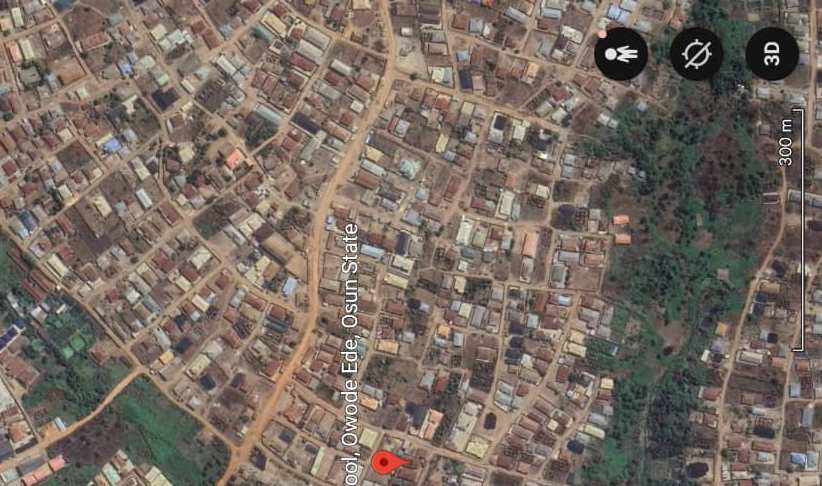 3D
300 m
ool, Owode Ede, Osun State